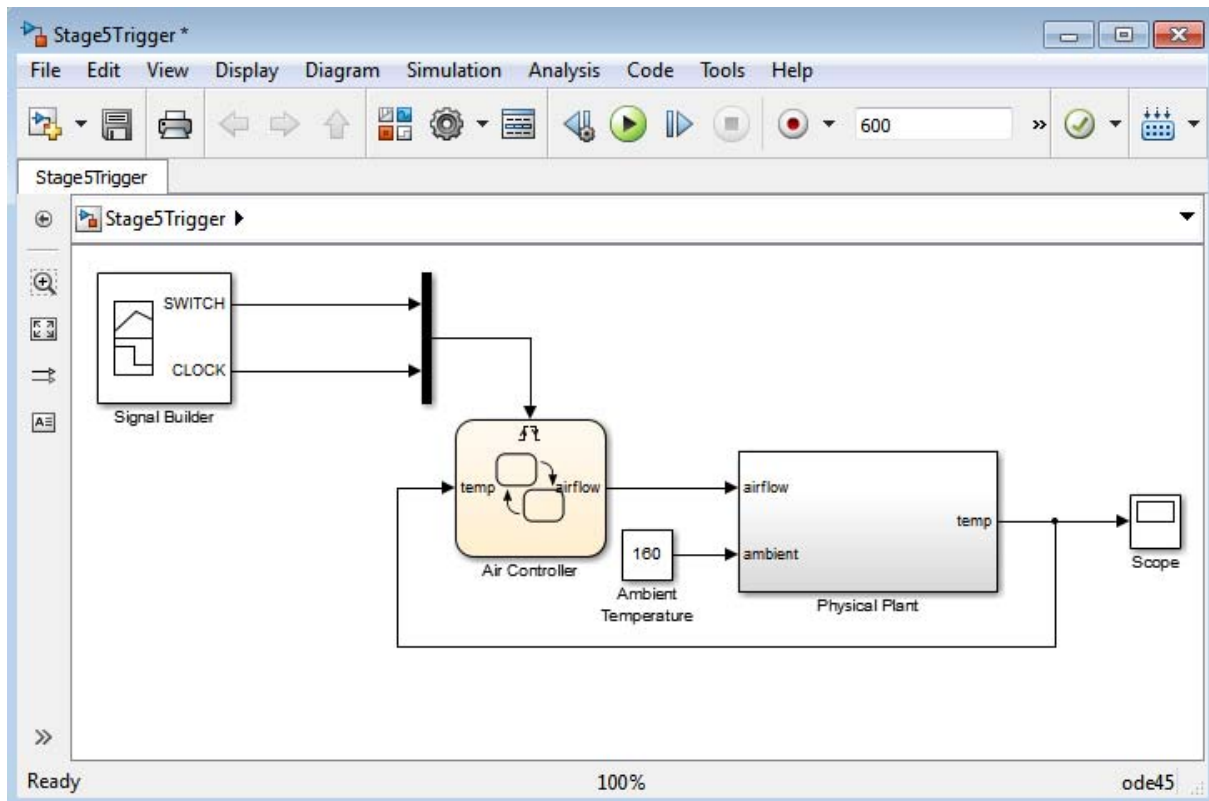 Stage5Trigger *
File Edit View Display Diagram Simulation Analysis Code Tools Help
600
Stage5Trigger
Stage5Trigger
SWITCH
CLOCK
Signal Builder
temp
airflow
Air Controller
160
Ambient
Temperature
airflow
ambient
temp
Physical Plant
Scope
Ready 100% ode45